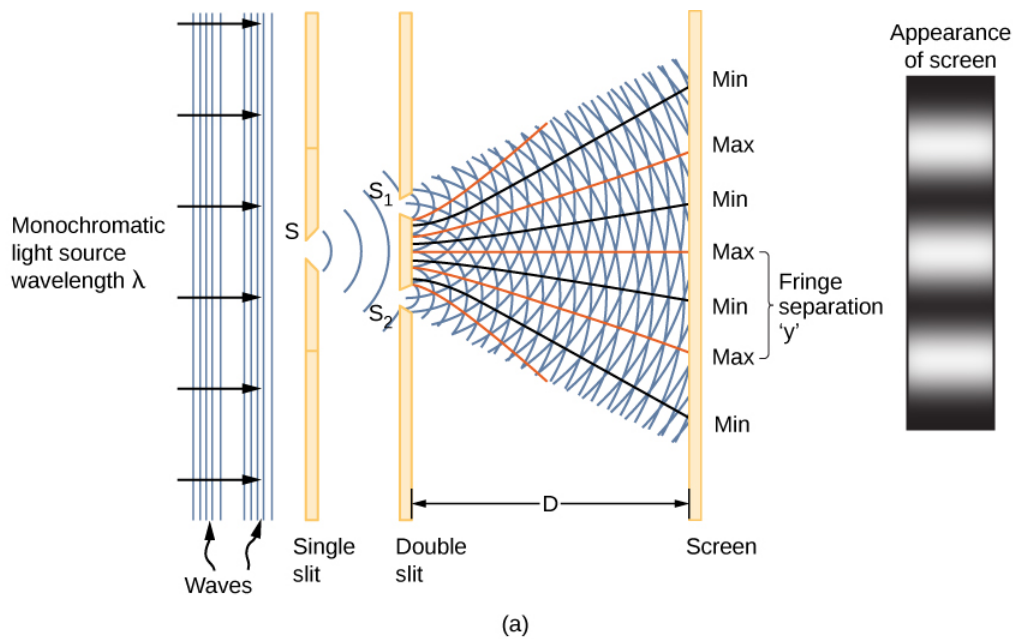 Monochromatic
light source
wavelength λ
Waves
S
Single
slit
S1
S2
Double
slit
D
Min
Max
Min
Max
Min
Max
Min
Fringe
separation
‘y’
Screen
Appearance
of screen
(a)